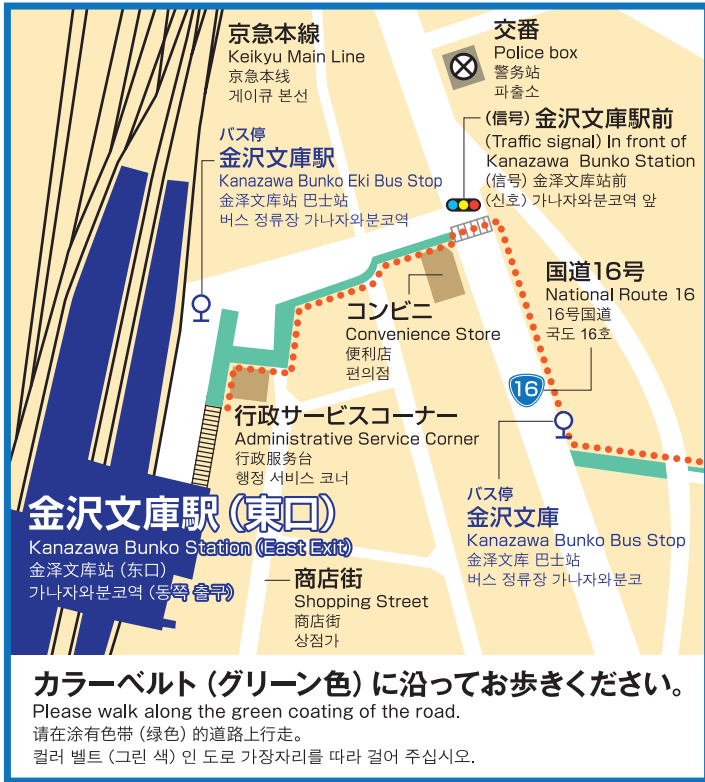 京急本線
Keikyu Main Line
京急本线
게이큐 본선
交番
Police box
警务站
파출소
バス停
金沢文庫駅
Kanazawa Bunko Eki Bus Stop
金泽文库站 巴士站
버스 정류장 가나자와분코역
(信号) 金沢文庫駅前
(Traffic signal) In front of
Kanazawa Bunko Station
(信号) 金泽文库站前
(신호) 가나자와분코역 앞
コンビニ
Convenience Store
便利店
편의점
国道16号
National Route 16
16号国道
국도 16호
16
行政サービスコーナー
Administrative Service Corner
行政服务台
행정 서비스 코너
金沢文庫駅（東口）
Kanazawa Bunko Station (East Exit)
金泽文库站 (东口)
가나자와분코역 (동쪽 출구)
バス停
金沢文庫
Kanazawa Bunko Bus Stop
金泽文库 巴士站
버스 정류장 가나자와분코
商店街
Shopping Street
商店街
상점가
カラーベルト（グリーン色）に沿ってお歩きください。
Please walk along the green coating of the road.
请在涂有色带 (绿色) 的道路上行走。
컬러 벨트 (그린 색) 인 도로 가장자리를 따라 걸어 주십시오.